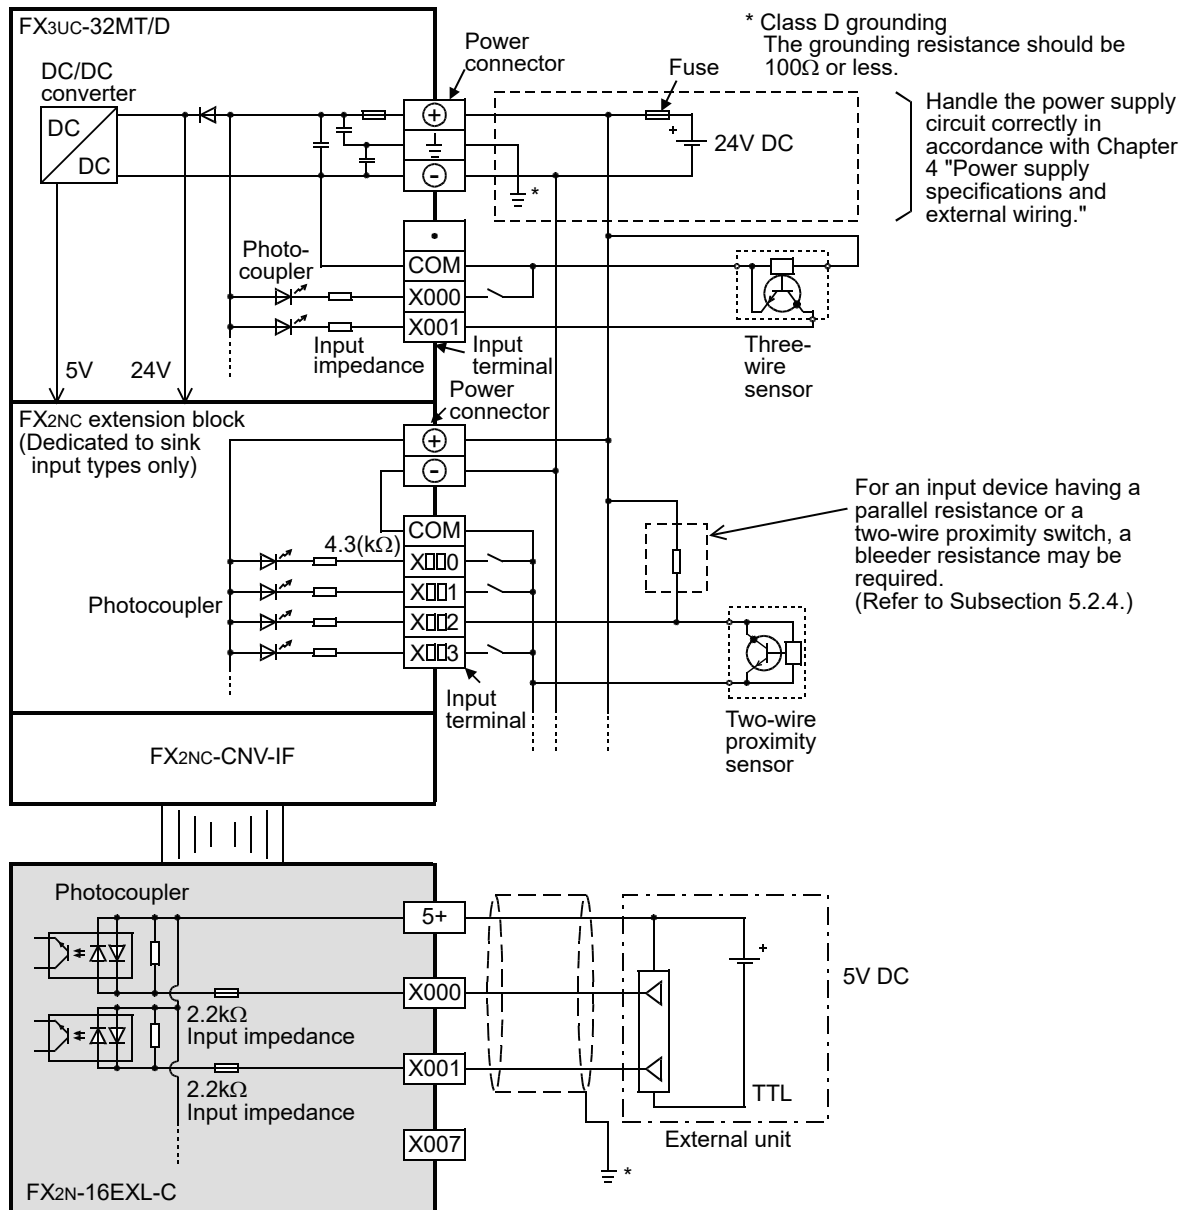 FX3UC-32MT/D
DC/DC
converter
DC
DC
Power
connector
Fuse
* Class D grounding
The grounding resistance should be
100Ω or less.
+
24V DC
*
Handle the power supply
circuit correctly in
accordance with Chapter
4 "Power supply
specifications and
external wiring."
+
-
•
COM
X000
X001
Photo-
coupler
Input
impedance
Input
terminal
Three-
wire
sensor
5V
24V
Power
connector
FX2NC extension block
(Dedicated to sink
input types only)
+
-
COM
4.3(kΩ)
X▯▯0
X▯▯1
X▯▯2
X▯▯3
Photocoupler
Input
terminal
For an input device having a
parallel resistance or a
two-wire proximity switch, a
bleeder resistance may be
required.
(Refer to Subsection 5.2.4.)
Two-wire
proximity
sensor
FX2NC-CNV-IF
Photocoupler
5+
X000
2.2kΩ
Input impedance
X001
2.2kΩ
Input impedance
X007
+
5V DC
TTL
External unit
*
FX2N-16EXL-C